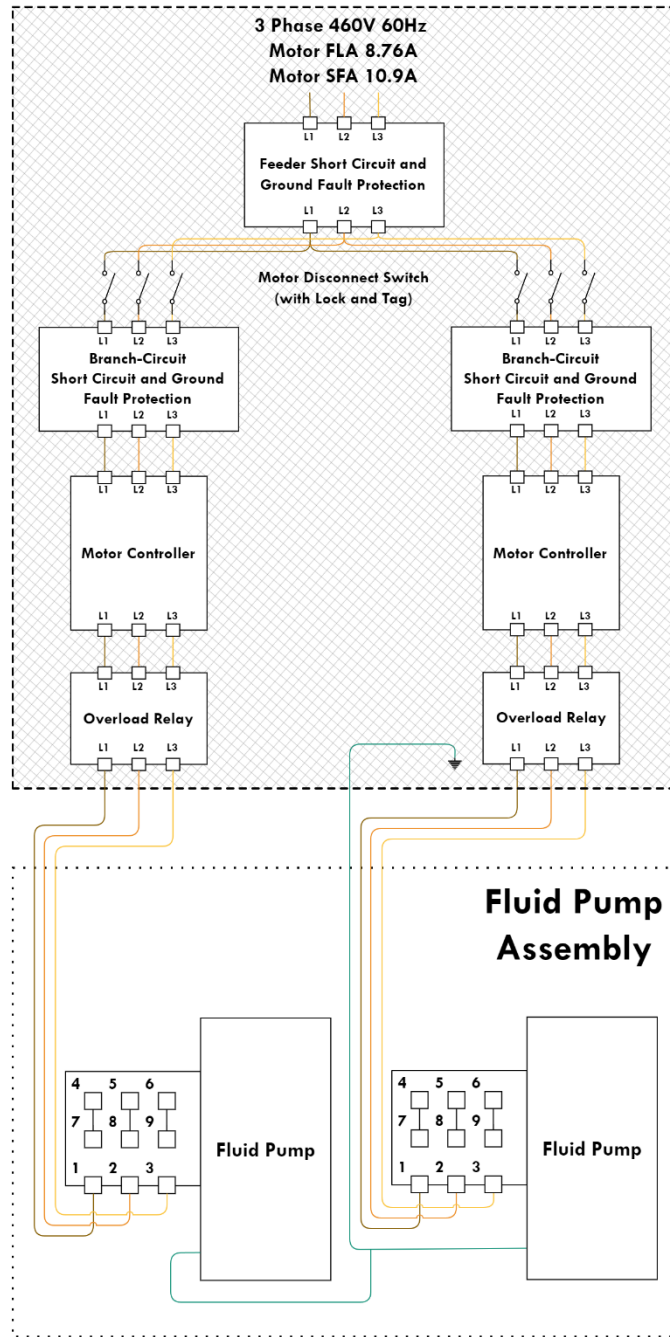 3 Phase 460V 60Hz
Motor FLA 8.76A
Motor SFA 10.9A
L1 L2 L3
Feeder Short Circuit and
Ground Fault Protection
L1 L2 L3
Motor Disconnect Switch
(with Lock and Tag)
L1 L2 L3
Branch-Circuit
Short Circuit and Ground
Fault Protection
L1 L2 L3
L1 L2 L3
Branch-Circuit
Short Circuit and Ground
Fault Protection
L1 L2 L3
L1 L2 L3
Motor Controller
L1 L2 L3
L1 L2 L3
Motor Controller
L1 L2 L3
L1 L2 L3
Overload Relay
L1 L2 L3
L1 L2 L3
Overload Relay
L1 L2 L3
Fluid Pump
Assembly
4 5 6
7 8 9
1 2 3
Fluid Pump
4 5 6
7 8 9
1 2 3
Fluid Pump